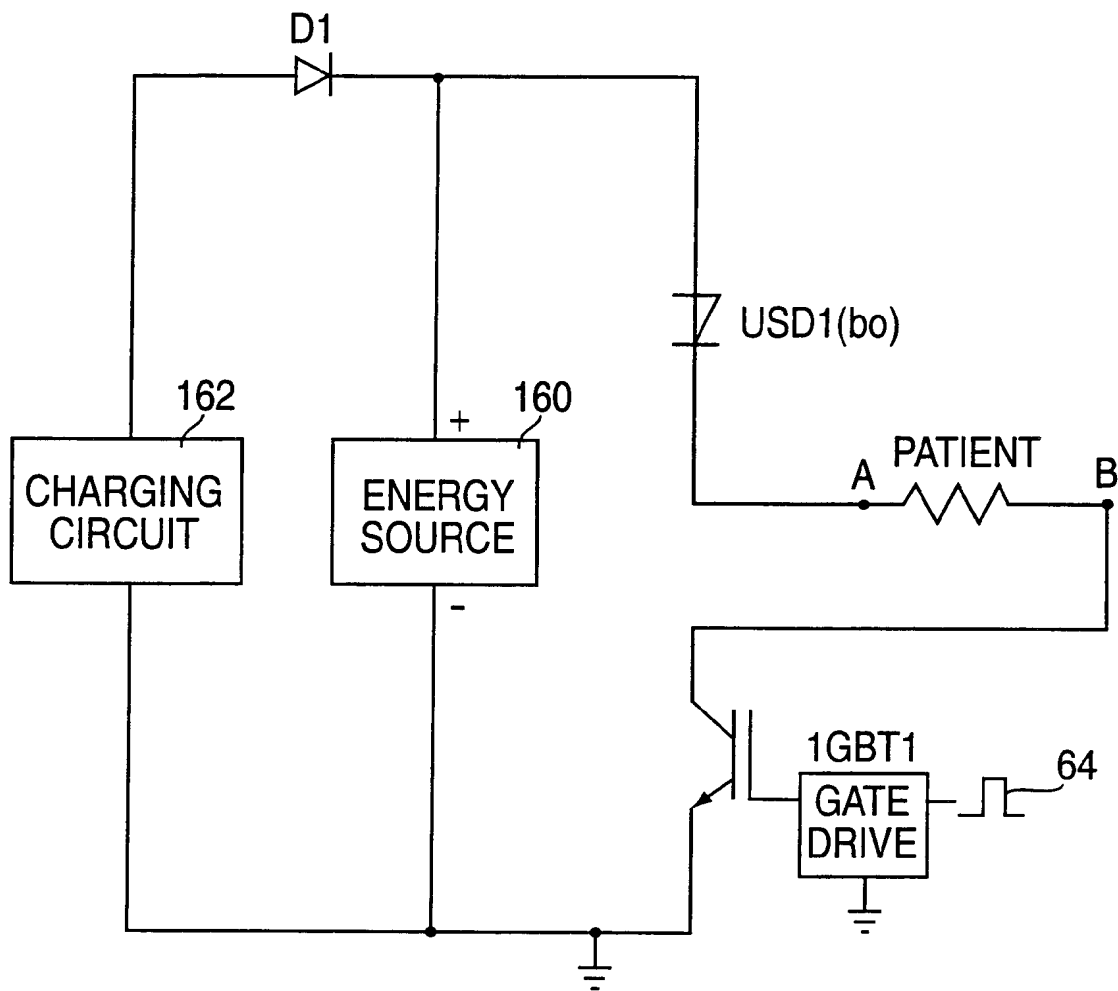 D1
USD1(bo)
162
160
+
CHARGING
CIRCUIT
ENERGY
SOURCE
-
PATIENT
A
B
1GBT1
GATE
DRIVE
64